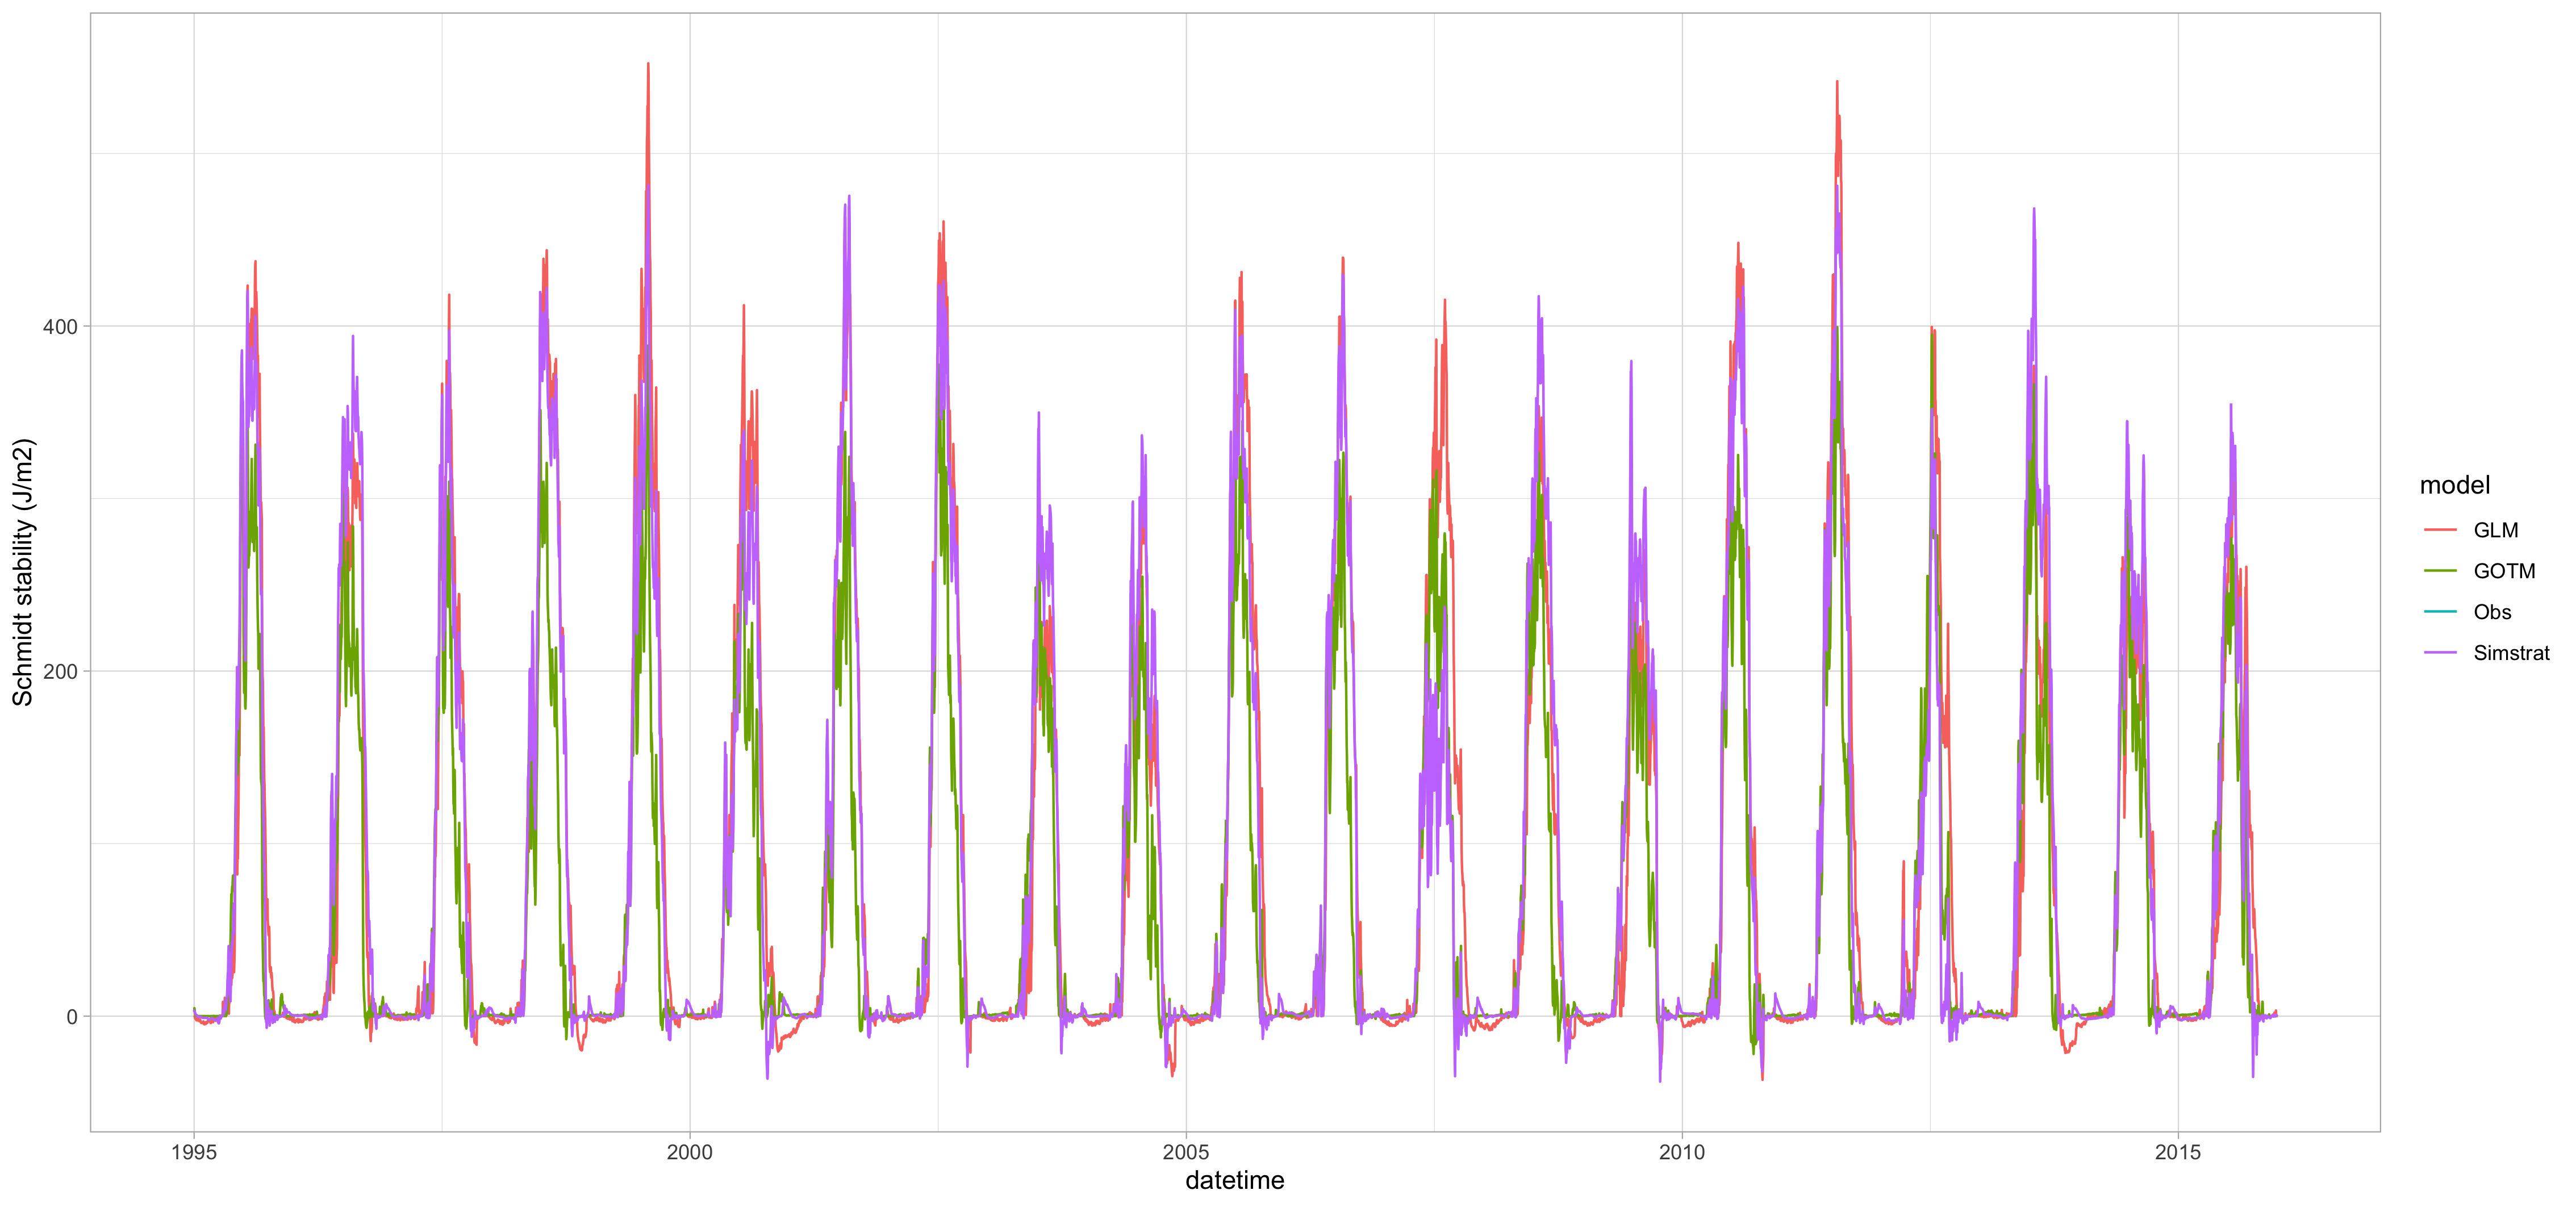 Schmidt stability (J/m2)
400
200
0
1995
2000
2005
2010
2015
datetime
model
GLM
GOTM
Obs
Simstrat